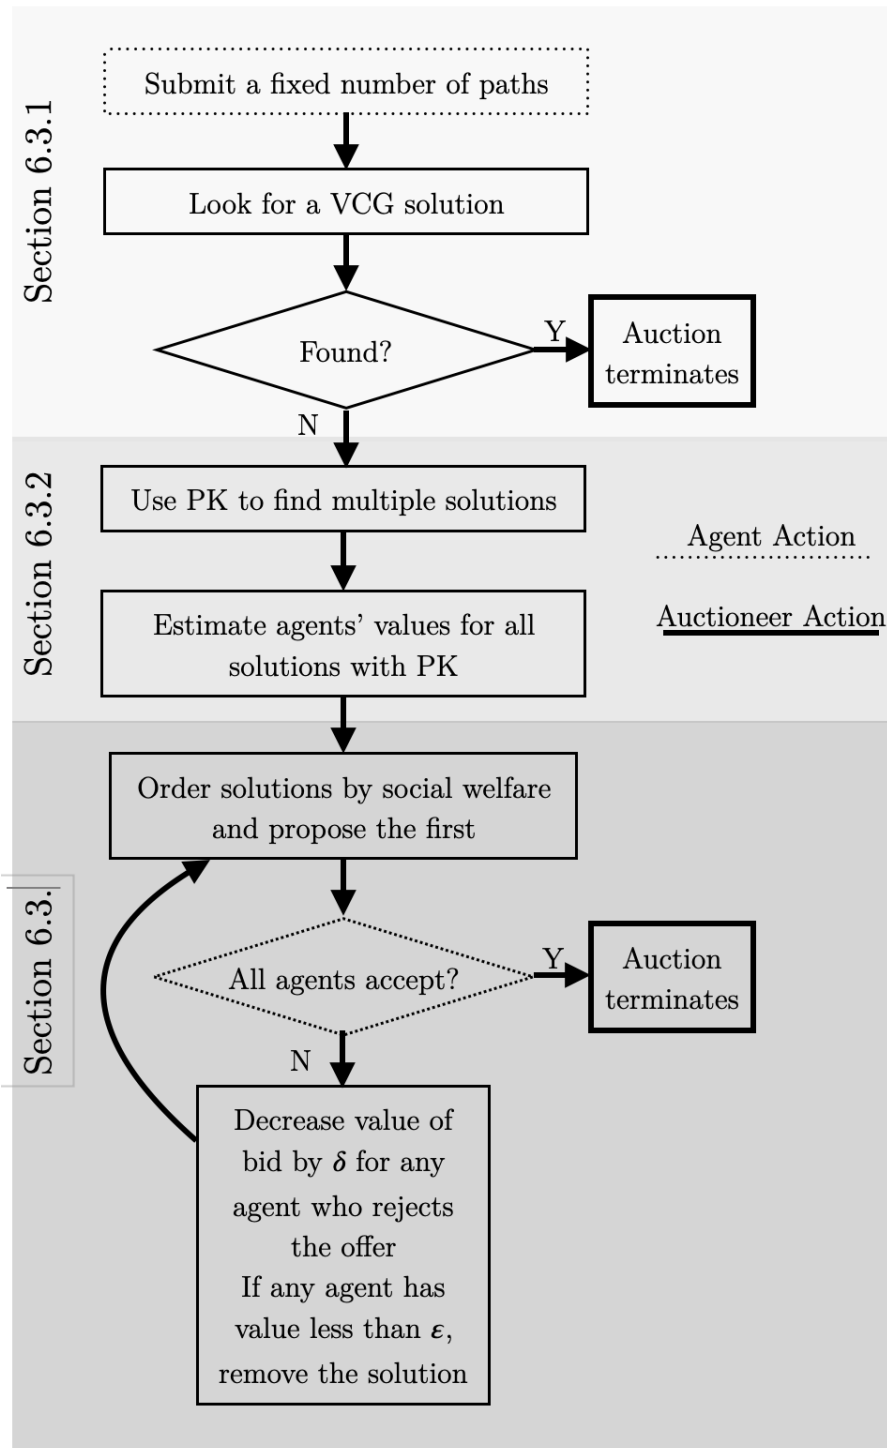 Section 6.3.1
Submit a fixed number of paths
Look for a VCG solution
Found?
Y
Auction
terminates
N
Section 6.3.2
Use PK to find multiple solutions
Estimate agents' values for all
solutions with PK
Agent Action
Auctioneer Action
Section 6.3.
Order solutions by social welfare
and propose the first
All agents accept?
Y
Auction
terminates
N
Decrease value of
bid by δ for any
agent who rejects
the offer
If any agent has
value less than ε,
remove the solution